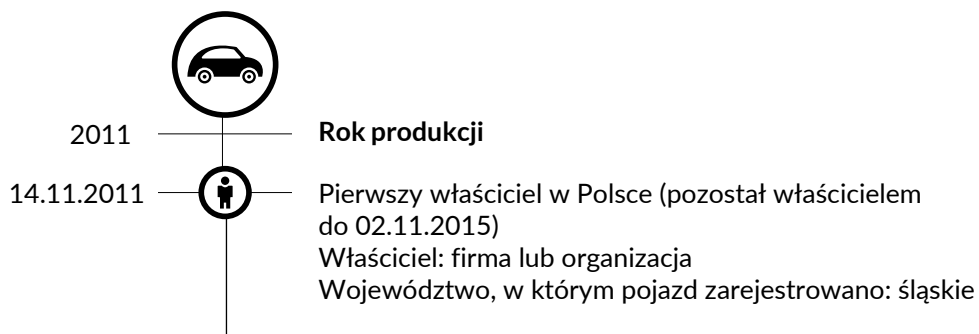 2011
Rok produkcji
14.11.2011
Pierwszy właściciel w Polsce (pozostał właścicielem
do 02.11.2015)
Właściciel: firma lub organizacja
Województwo, w którym pojazd zarejestrowano: śląskie